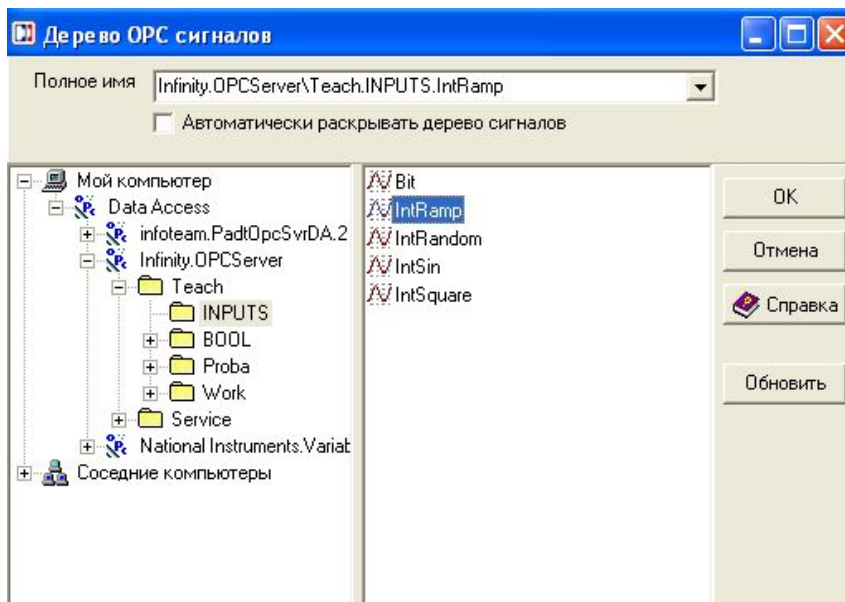 Дерево OPC сигналов
Полное имя
Infinity.OPCServer\Teach.INPUTS.IntRamp
Автоматически раскрывать дерево сигналов
Мой компьютер
Data Access
infoteam.PadtOpcSvrDA.2
Infinity.OPCServer
Teach
INPUTS
BOOL
Proba
Work
Service
National Instruments.Variat
Соседние компьютеры
Bit
IntRamp
IntRandom
IntSin
IntSquare
ОК
Отмена
Справка
Обновить